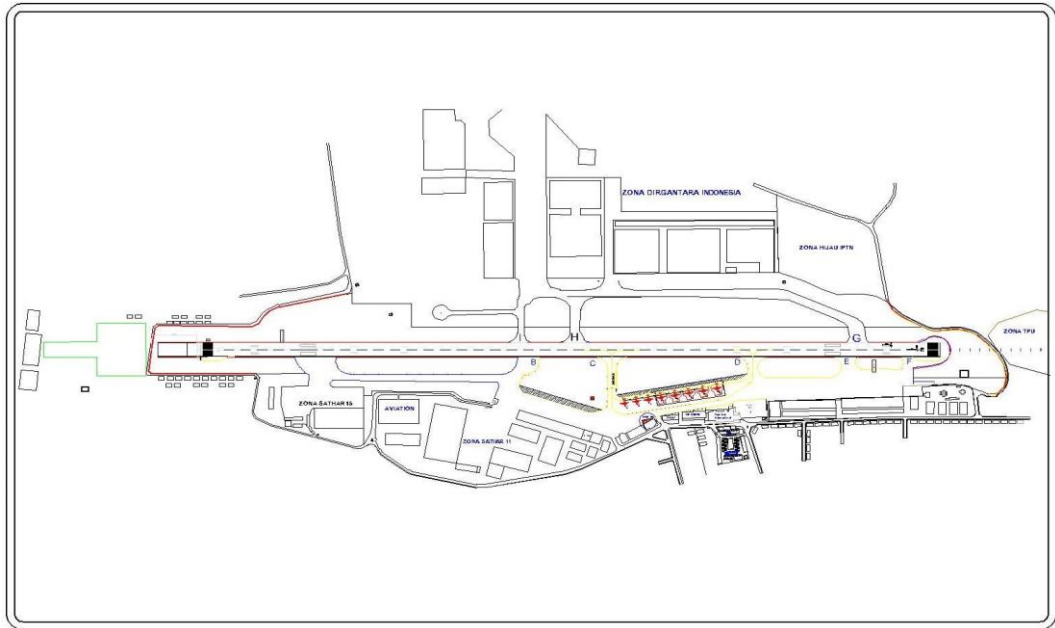 ZONA DIRGANTARA INDONESIA
ZONA HIJAU IPTN
ZONA TPU
I
H
G
B
C
D
E
F
ZONA SATHAR 15
AVIATION
ZONA SATHAR 11